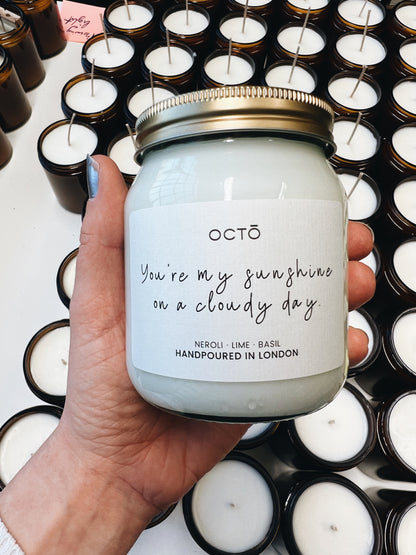 OCTŌ
You're my sunshine
on a cloudy day.
NEROLI · LIME · BASIL
HANDPOURED IN LONDON